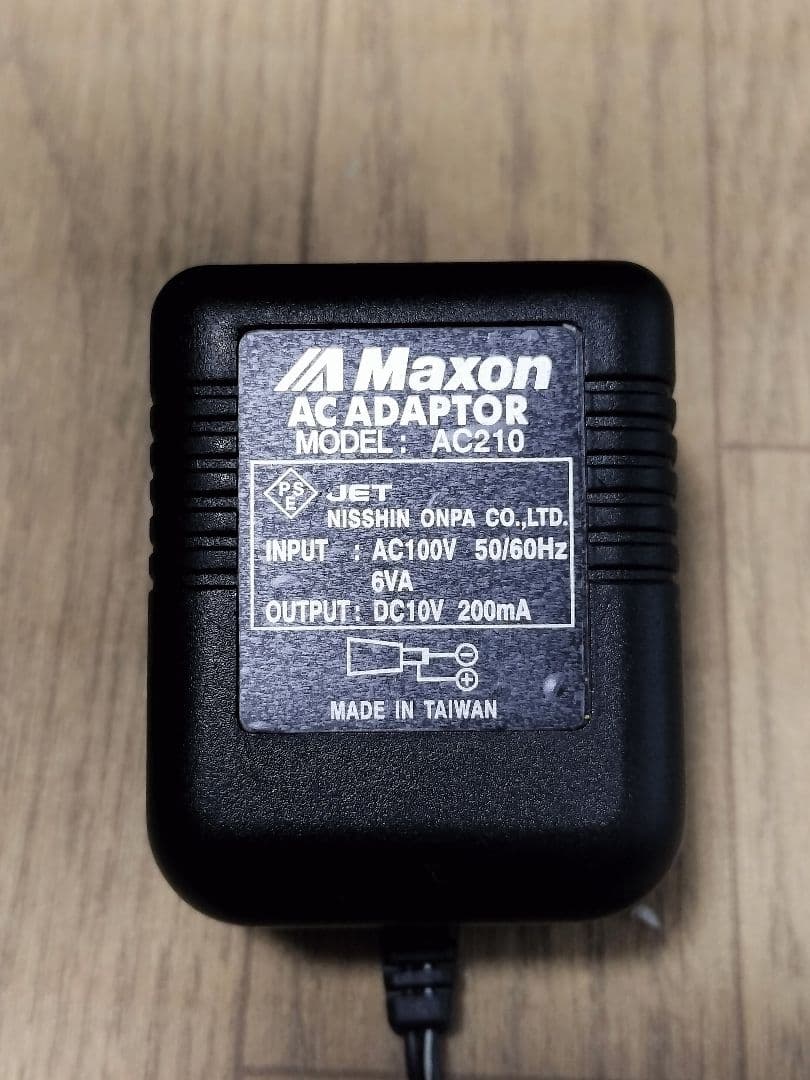 Maxon
AC ADAPTOR
MODEL: AC210
PSE JET
NISSHIN ONPA CO.,LTD.
INPUT : AC100V 50/60Hz
6VA
OUTPUT: DC10V 200mA
MADE IN TAIWAN